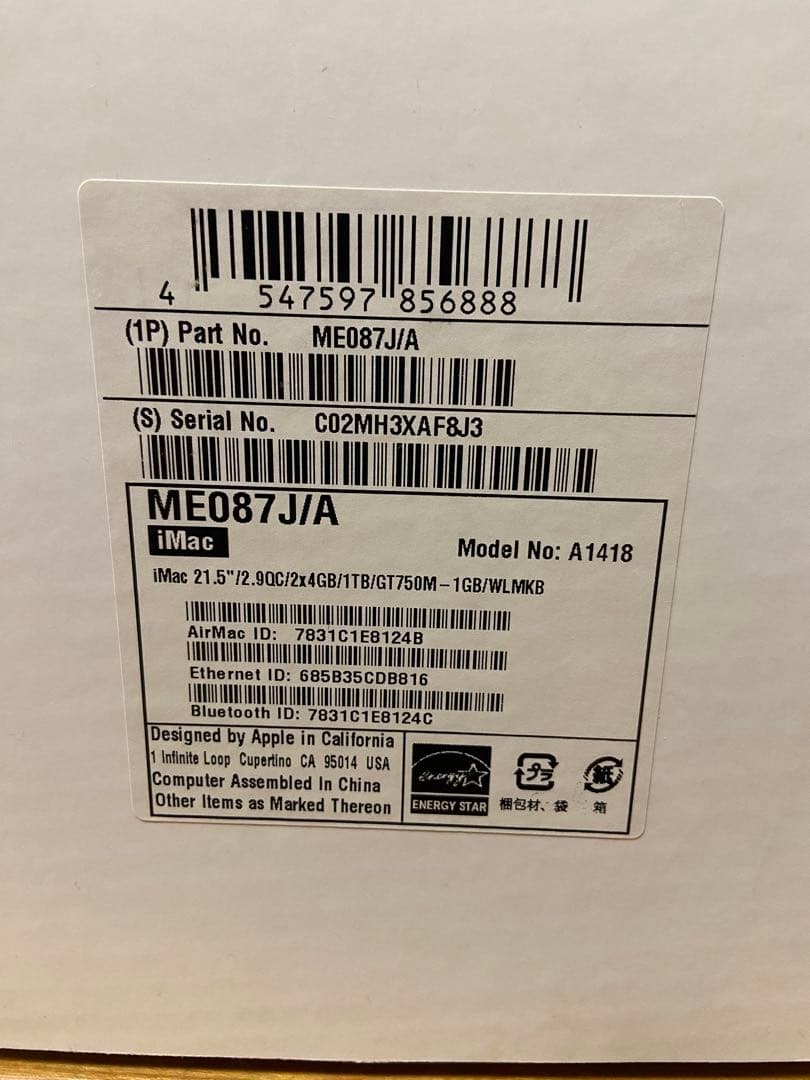 4 547597 856888
(1P) Part No. ME087J/A
(S) Serial No. C02MH3XAF8J3
ME087J/A
iMac
Model No: A1418
iMac 21.5"/2.9QC/2x4GB/1TB/GT750M-1GB/WLMKB
AirMac ID: 7831C1E8124B
Ethernet ID: 685B35CDB816
Bluetooth ID: 7831C1E8124C
Designed by Apple in California
1 Infinite Loop Cupertino CA 95014 USA
Computer Assembled In China
Other Items as Marked Thereon
energy
ENERGY STAR
プラ
梱包材、袋
紙
箱